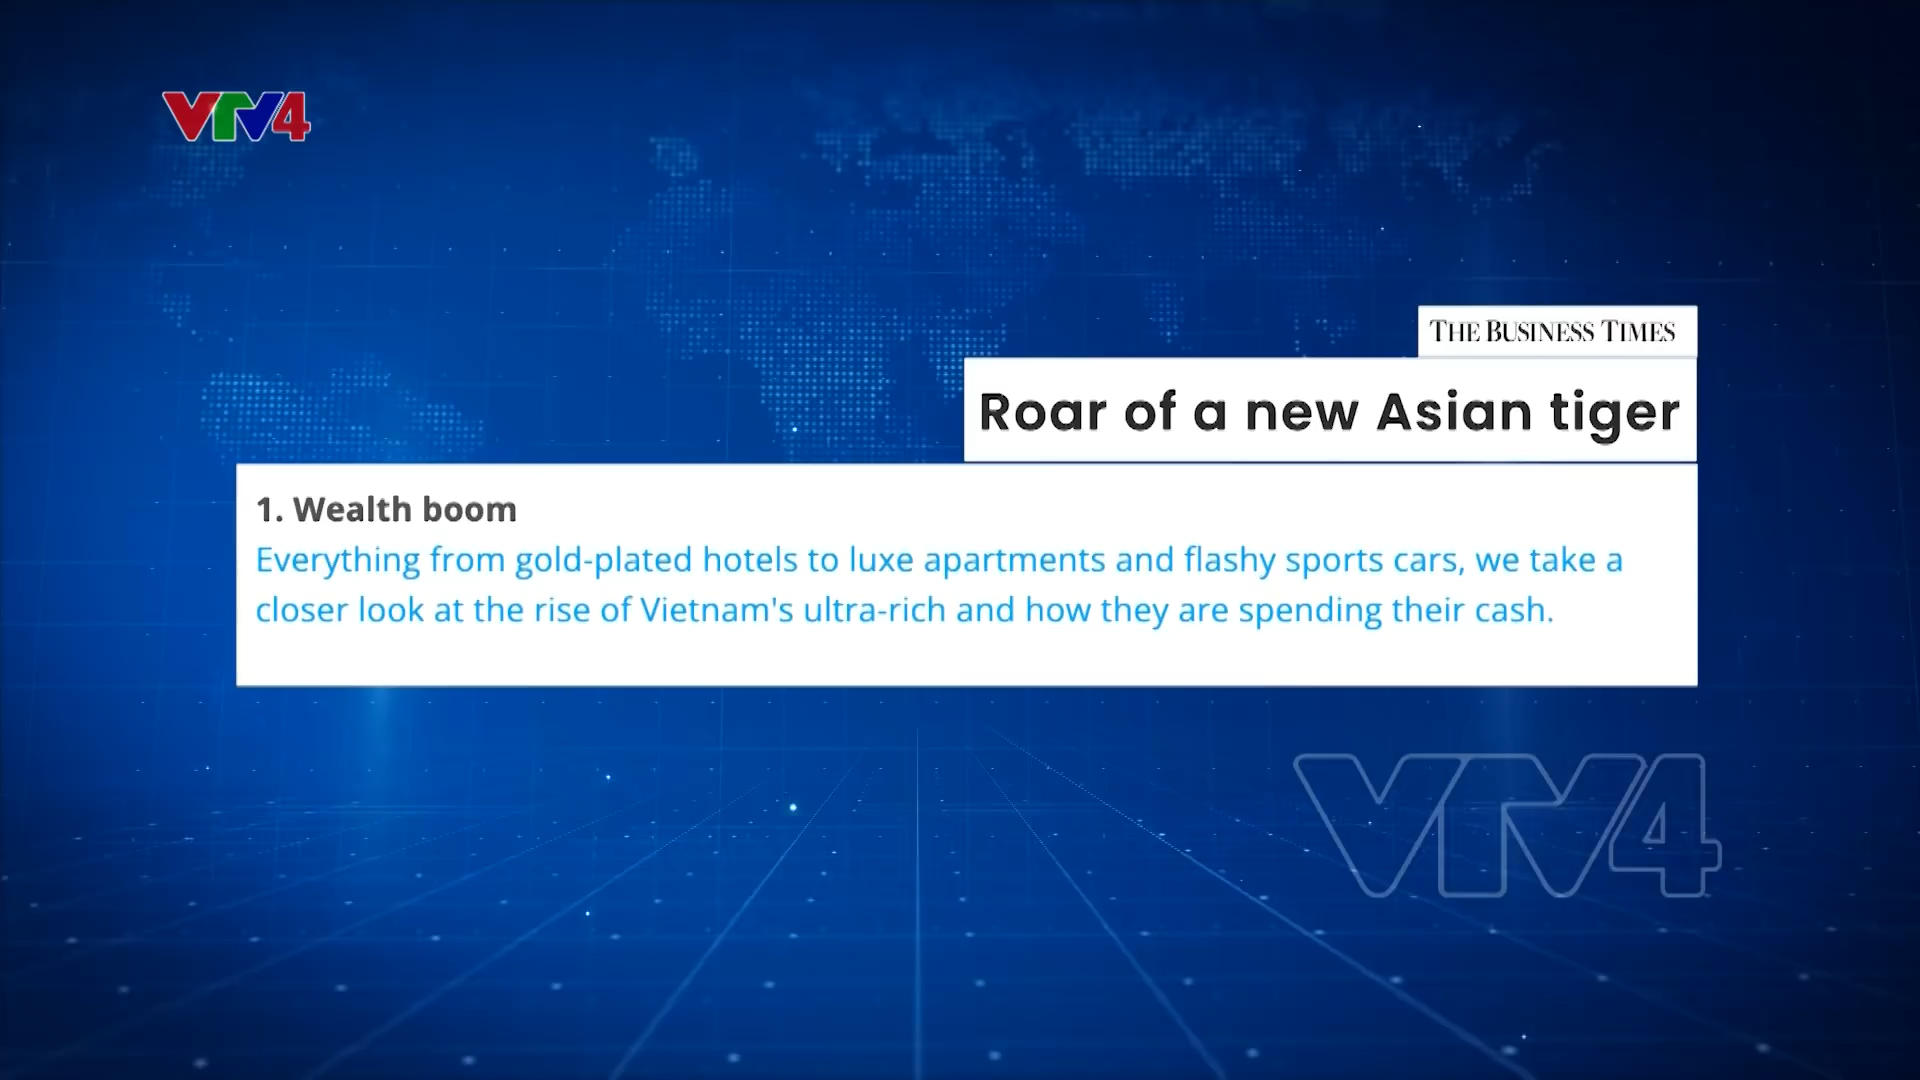 VTV4
THE BUSINESS TIMES
Roar of a new Asian tiger
1. Wealth boom
Everything from gold-plated hotels to luxe apartments and flashy sports cars, we take a
closer look at the rise of Vietnam's ultra-rich and how they are spending their cash.
VTV4